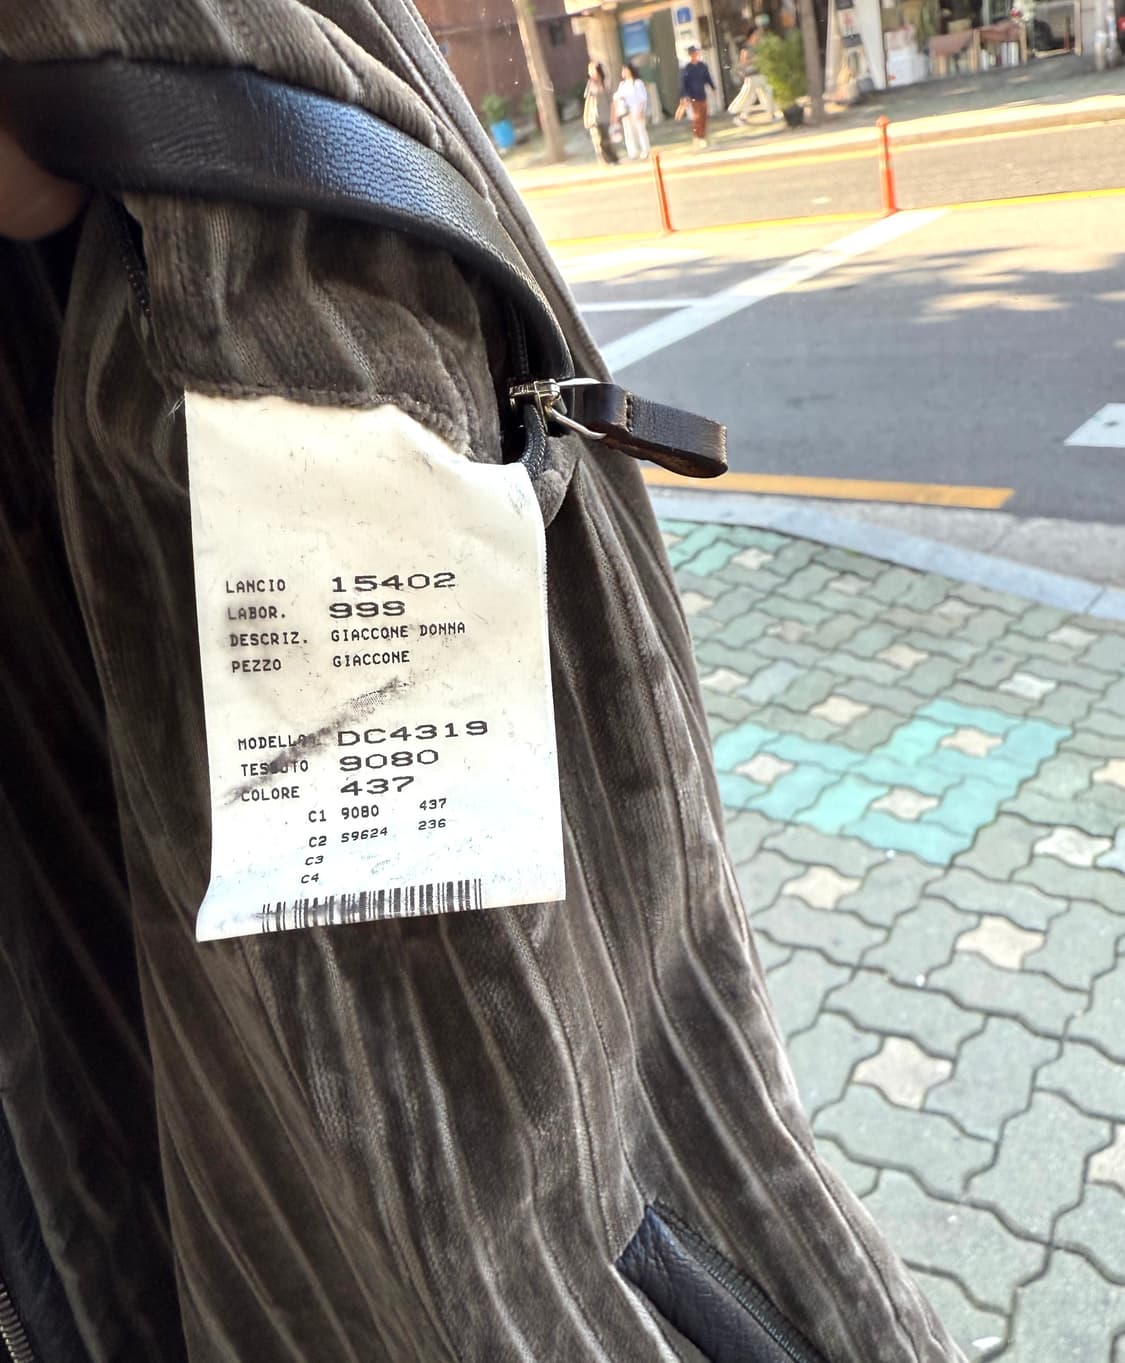 LANCIO 15402
LABOR. 999
DESCRIZ. GIACCONE DONNA
PEZZO GIACCONE
MODELLO DC4319
TESSUTO 9080
COLORE 437
C1 9080 437
C2 S9624 236
C3
C4